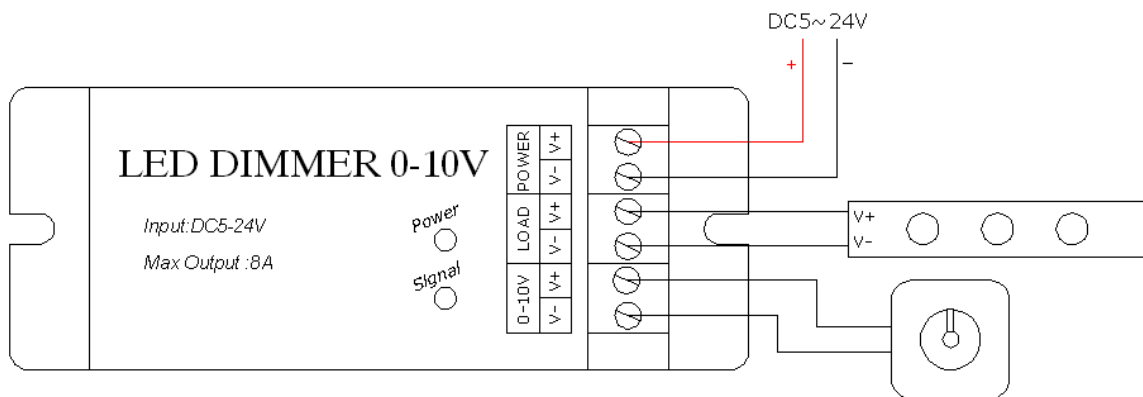 DC5~24V
+ −
LED DIMMER 0-10V
Input:DC5-24V
Max Output :8A
Power
Signal
POWER
V+
V-
LOAD
V+
V-
0-10V
V+
V-
V+
V-